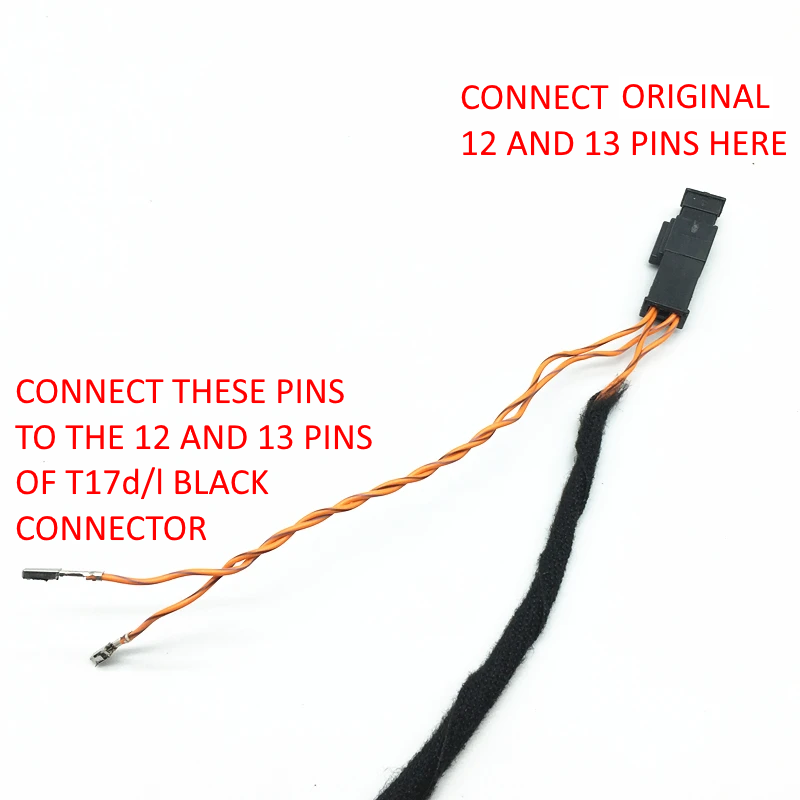 CONNECT ORIGINAL
12 AND 13 PINS HERE
CONNECT THESE PINS
TO THE 12 AND 13 PINS
OF T17d/l BLACK
CONNECTOR